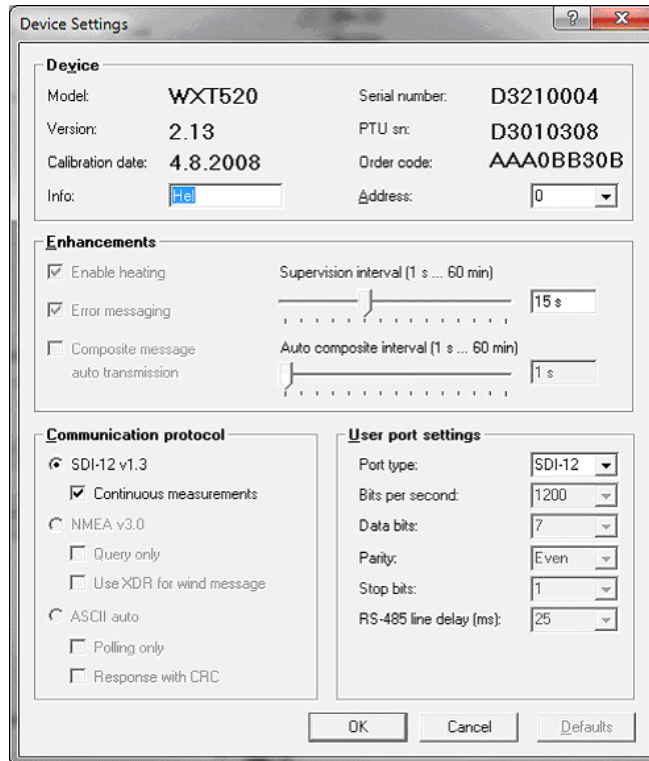 Device Settings
Device
Model: WXT520 Serial number: D3210004
Version: 2.13 PTU sn: D3010308
Calibration date: 4.8.2008 Order code: AAA0BB30B
Info: Hel Address: 0
Enhancements
Enable heating Supervision interval (1 s ... 60 min)
Error messaging 15 s
Composite message Auto composite interval (1 s ... 60 min)
auto transmission 1 s
Communication protocol User port settings
SDI-12 v1.3 Port type: SDI-12
Continuous measurements Bits per second: 1200
NMEA v3.0 Data bits: 7
Query only Parity: Even
Use XDR for wind message Stop bits: 1
ASCII auto RS-485 line delay (ms): 25
Polling only
Response with CRC
OK Cancel Defaults